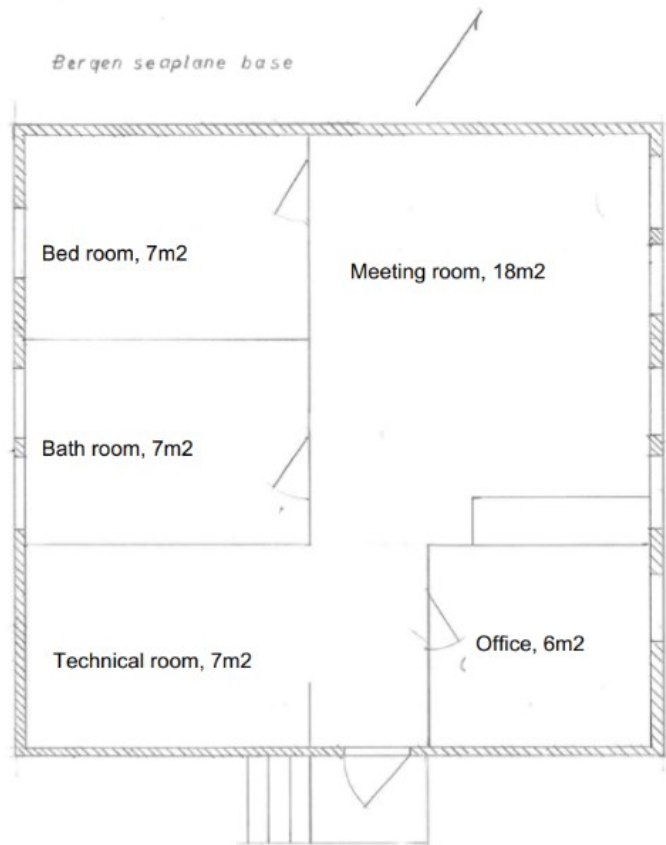 Bergen seaplane base
Bed room, 7m2
Meeting room, 18m2
Bath room, 7m2
Technical room, 7m2
Office, 6m2